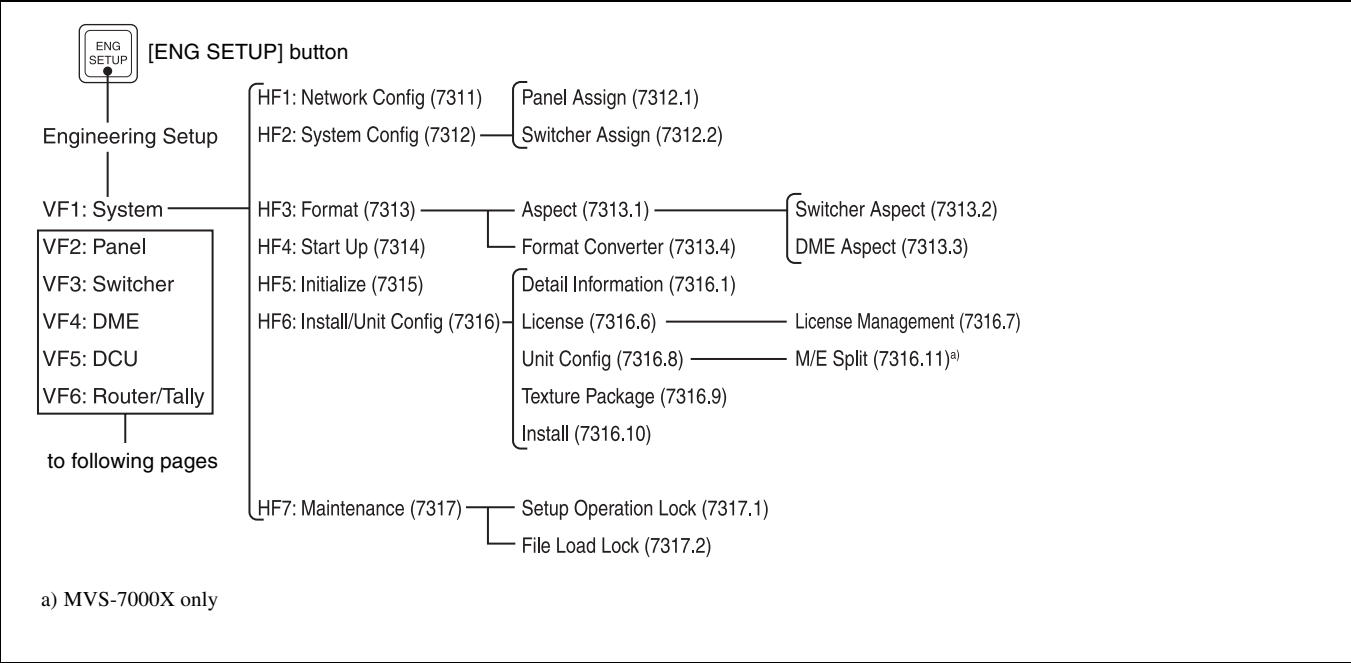 ENG
SETUP
[ENG SETUP] button
Engineering Setup
VF1: System
VF2: Panel
VF3: Switcher
VF4: DME
VF5: DCU
VF6: Router/Tally
to following pages
HF1: Network Config (7311)
HF2: System Config (7312)
Panel Assign (7312.1)
Switcher Assign (7312.2)
HF3: Format (7313)
Aspect (7313.1)
Switcher Aspect (7313.2)
DME Aspect (7313.3)
Format Converter (7313.4)
HF4: Start Up (7314)
HF5: Initialize (7315)
HF6: Install/Unit Config (7316)
Detail Information (7316.1)
License (7316.6)
License Management (7316.7)
Unit Config (7316.8)
M/E Split (7316.11)a)
Texture Package (7316.9)
Install (7316.10)
HF7: Maintenance (7317)
Setup Operation Lock (7317.1)
File Load Lock (7317.2)
a) MVS-7000X only